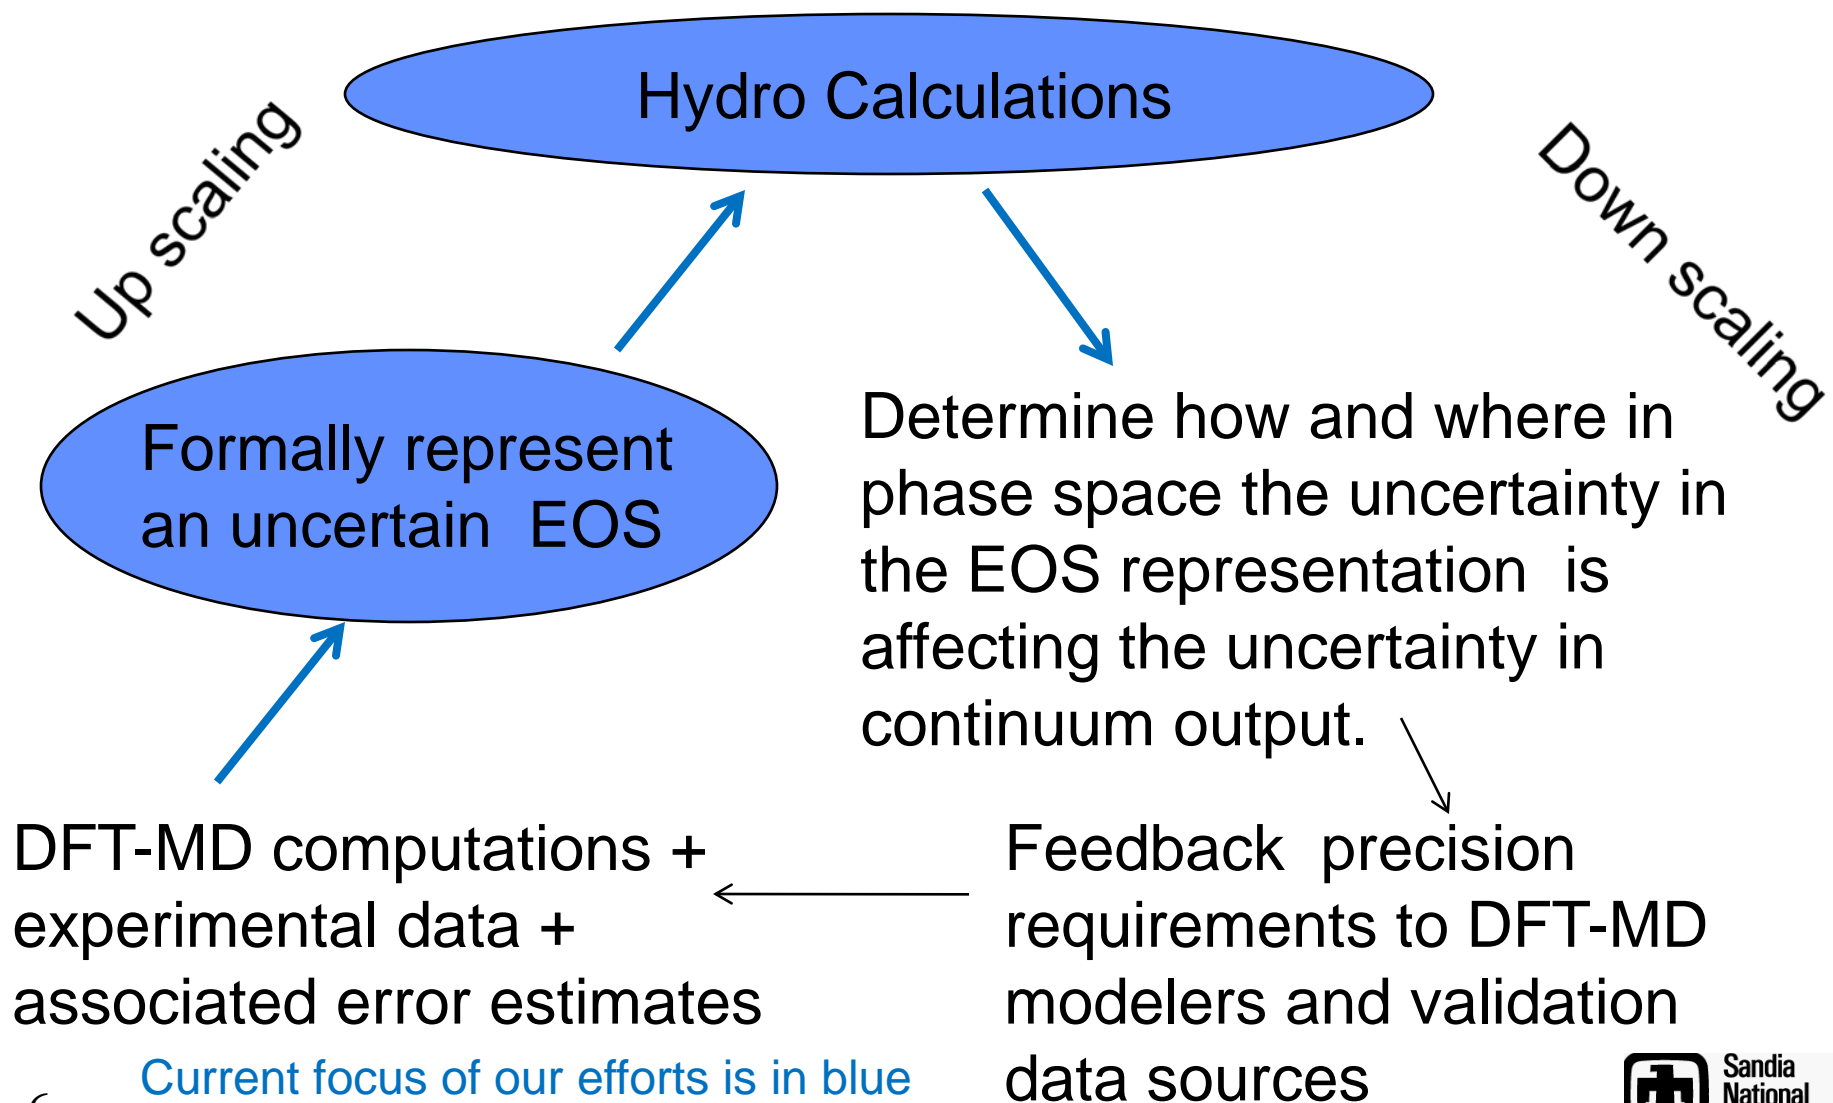 Hydro Calculations
Up scaling
Down scaling
Formally represent
an uncertain EOS
Determine how and where in
phase space the uncertainty in
the EOS representation is
affecting the uncertainty in
continuum output.
DFT-MD computations +
experimental data +
associated error estimates
Feedback precision
requirements to DFT-MD
modelers and validation
data sources
Current focus of our efforts is in blue
Sandia
National